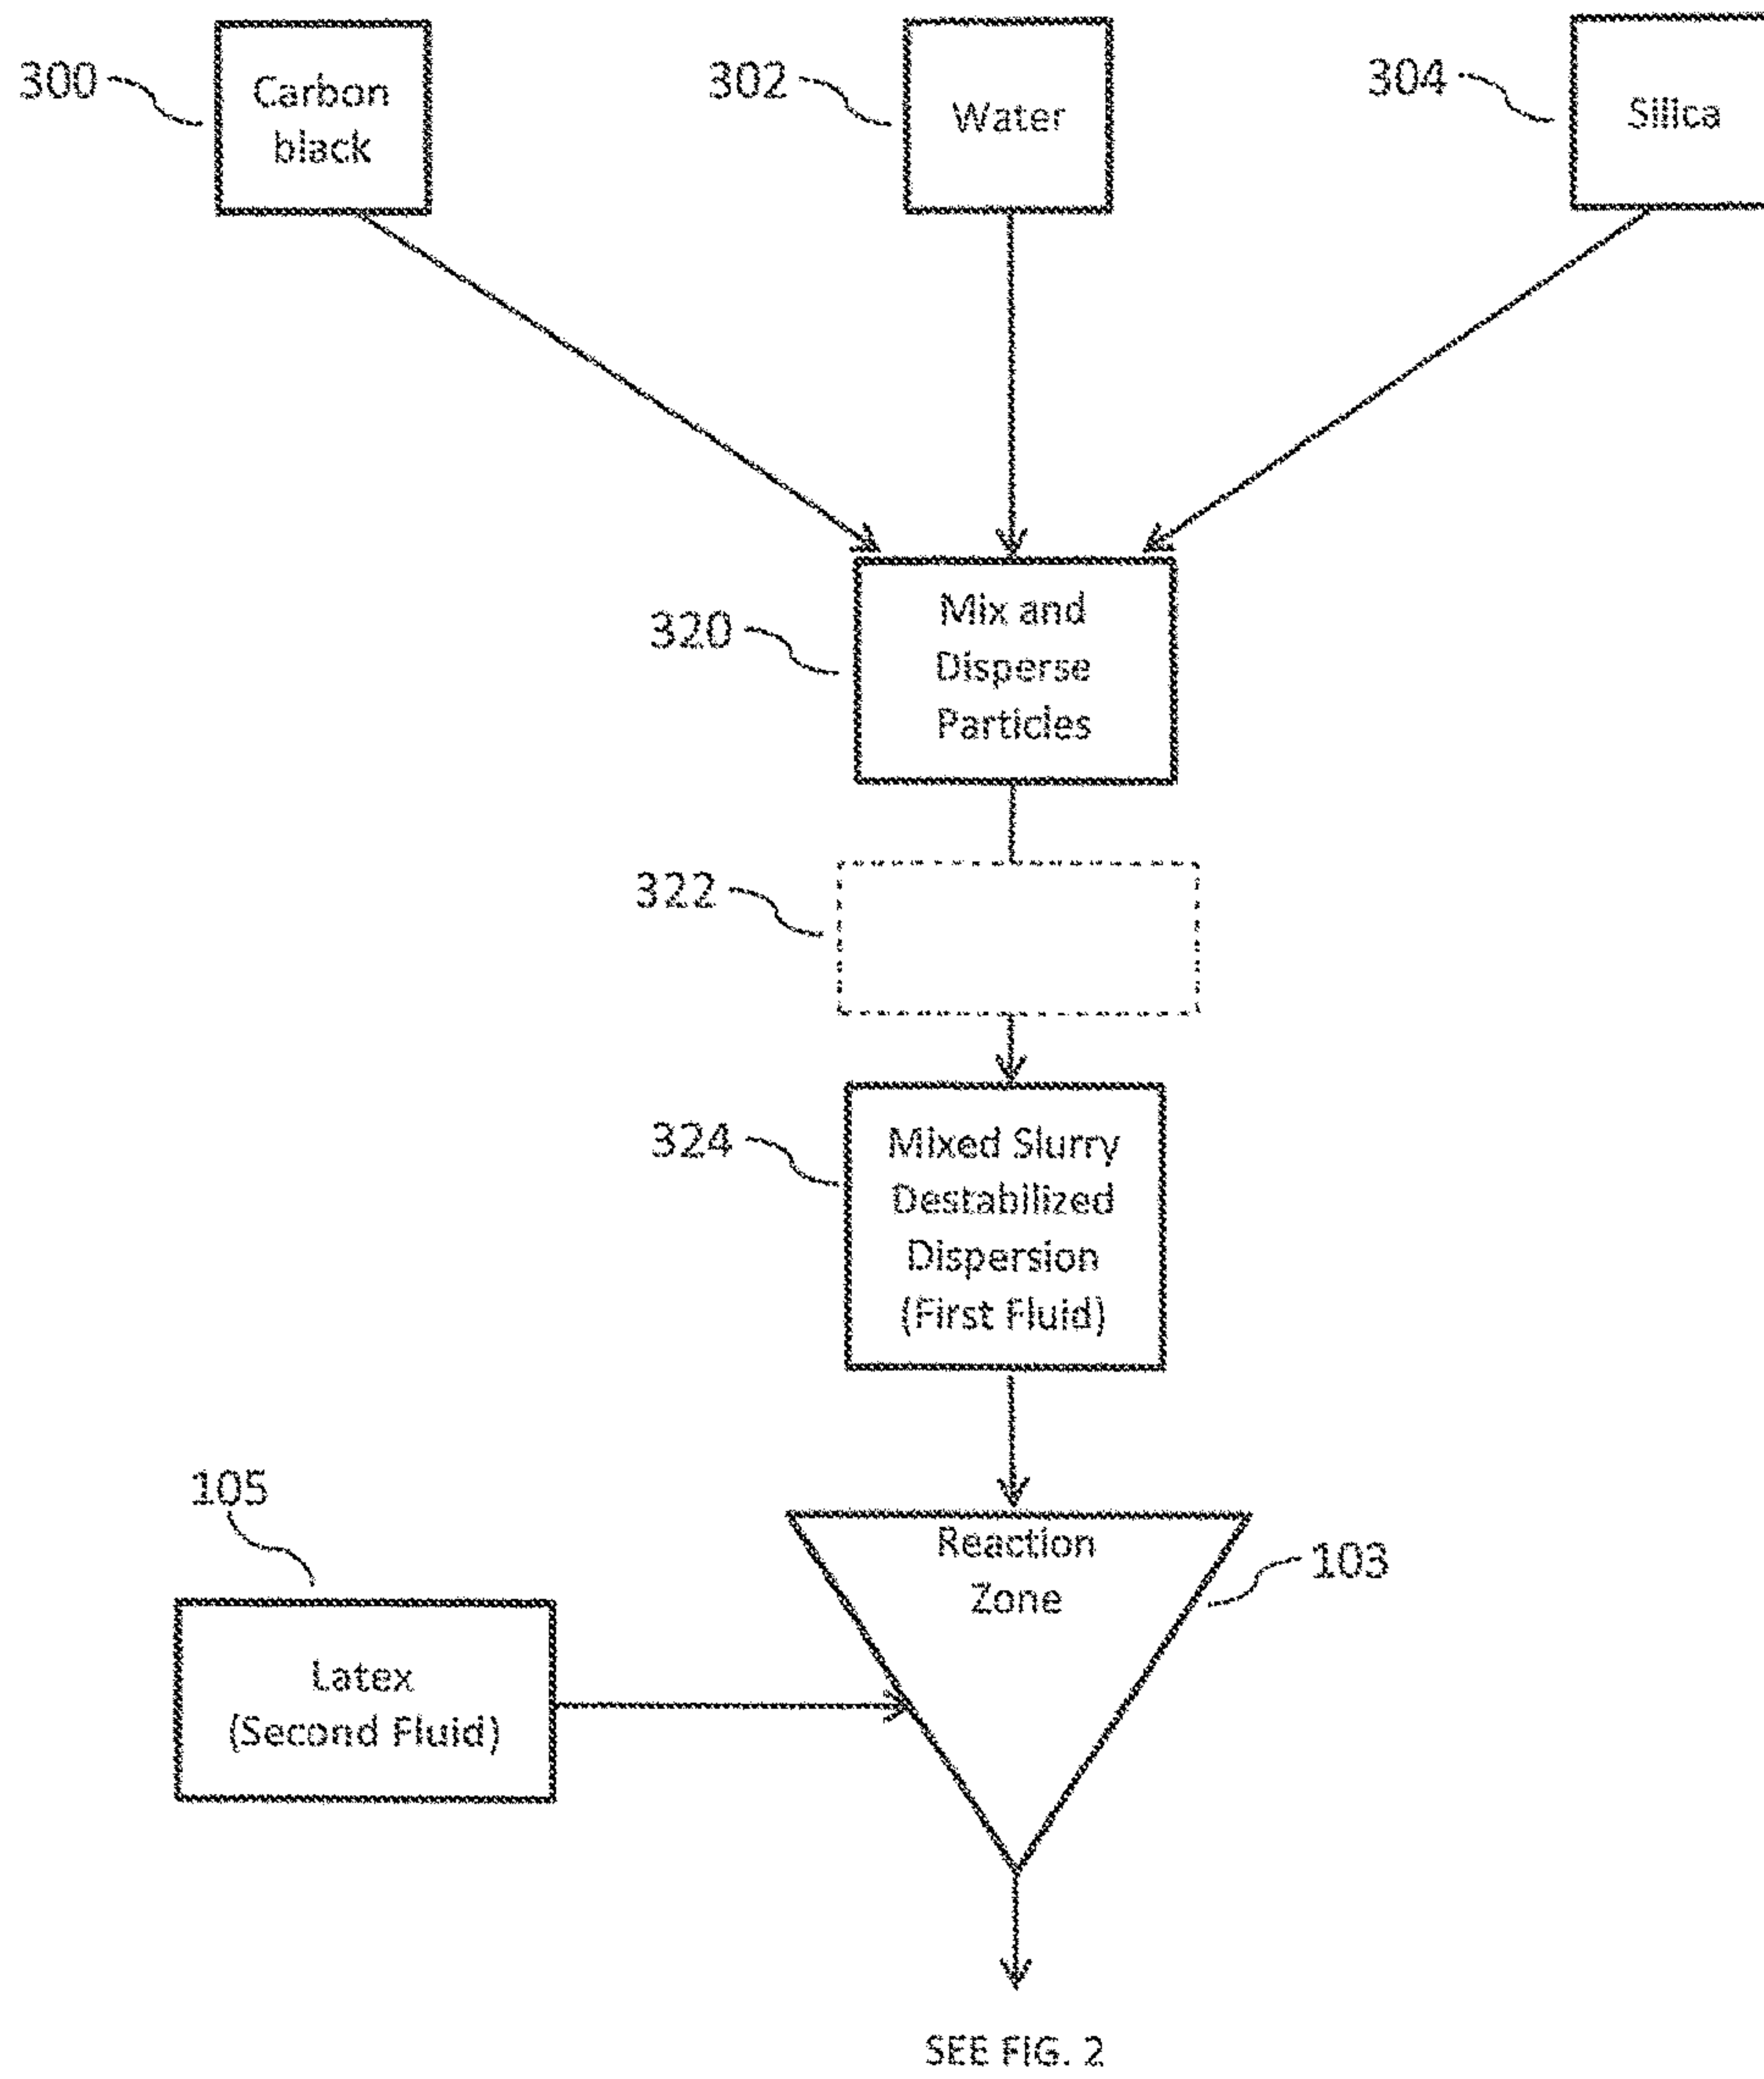 300
Carbon
black
302
Water
304
Silica
320
Mix and
Disperse
Particles
322
324
Mixed Slurry
Destabilized
Dispersion
(First Fluid)
105
Latex
(Second Fluid)
Reaction
Zone
103
SEE FIG. 2